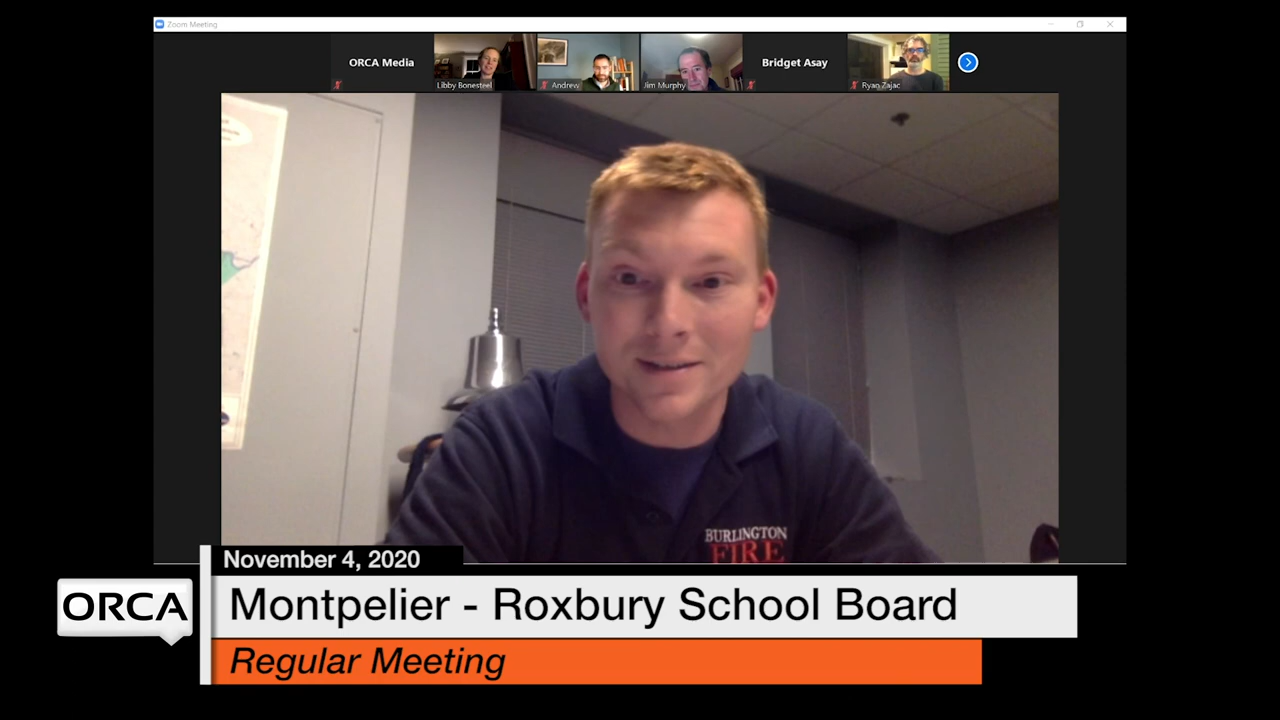 Zoom Meeting
ORCA Media
Libby Bonesteel
Andrew
Jim Murphy
Bridget Asay
Ryan Zajac
BURLINGTON
FIRE
November 4, 2020
ORCA
Montpelier - Roxbury School Board
Regular Meeting